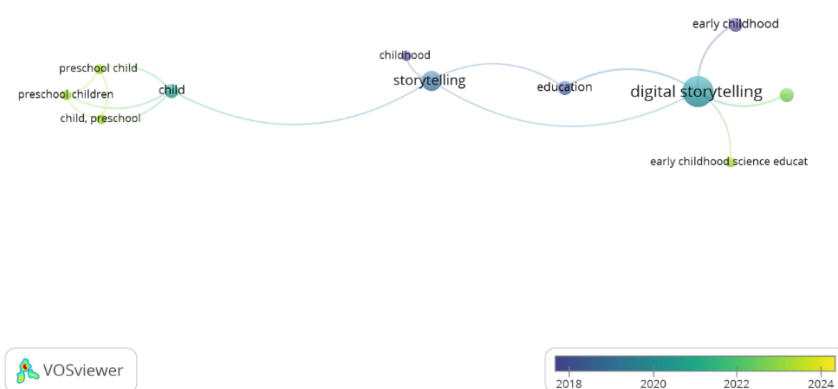 early childhood
childhood
preschool child
storytelling
education
digital storytelling
child
preschool children
child, preschool
early childhood science educat
VOSviewer
2018 2020 2022 2024